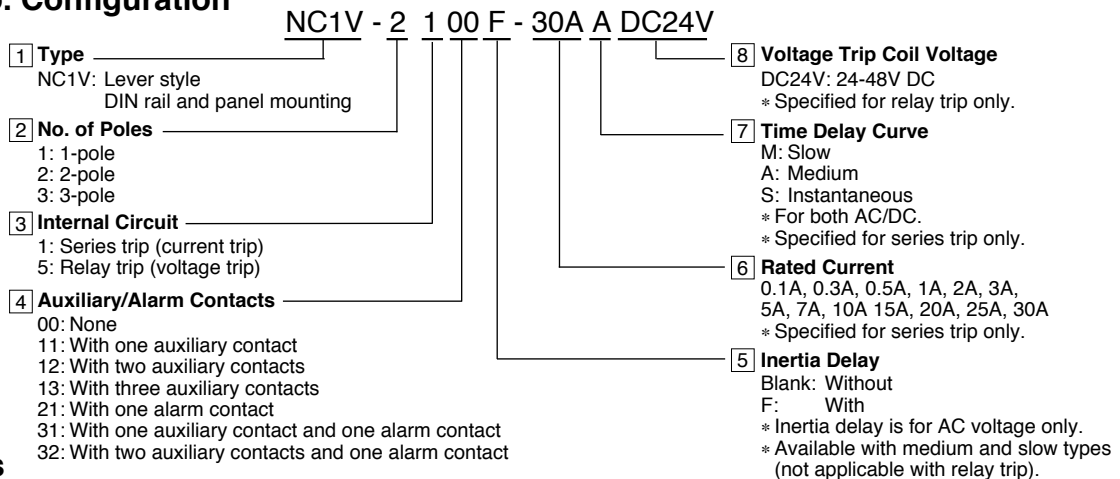 Configuration
NC1V - 2 1 00 F - 30A A DC24V
1 Type
NC1V: Lever style
DIN rail and panel mounting
2 No. of Poles
1: 1-pole
2: 2-pole
3: 3-pole
3 Internal Circuit
1: Series trip (current trip)
5: Relay trip (voltage trip)
4 Auxiliary/Alarm Contacts
00: None
11: With one auxiliary contact
12: With two auxiliary contacts
13: With three auxiliary contacts
21: With one alarm contact
31: With one auxiliary contact and one alarm contact
32: With two auxiliary contacts and one alarm contact
s
8 Voltage Trip Coil Voltage
DC24V: 24-48V DC
* Specified for relay trip only.
7 Time Delay Curve
M: Slow
A: Medium
S: Instantaneous
* For both AC/DC.
* Specified for series trip only.
6 Rated Current
0.1A, 0.3A, 0.5A, 1A, 2A, 3A,
5A, 7A, 10A 15A, 20A, 25A, 30A
* Specified for series trip only.
5 Inertia Delay
Blank: Without
F: With
* Inertia delay is for AC voltage only.
* Available with medium and slow types
(not applicable with relay trip).